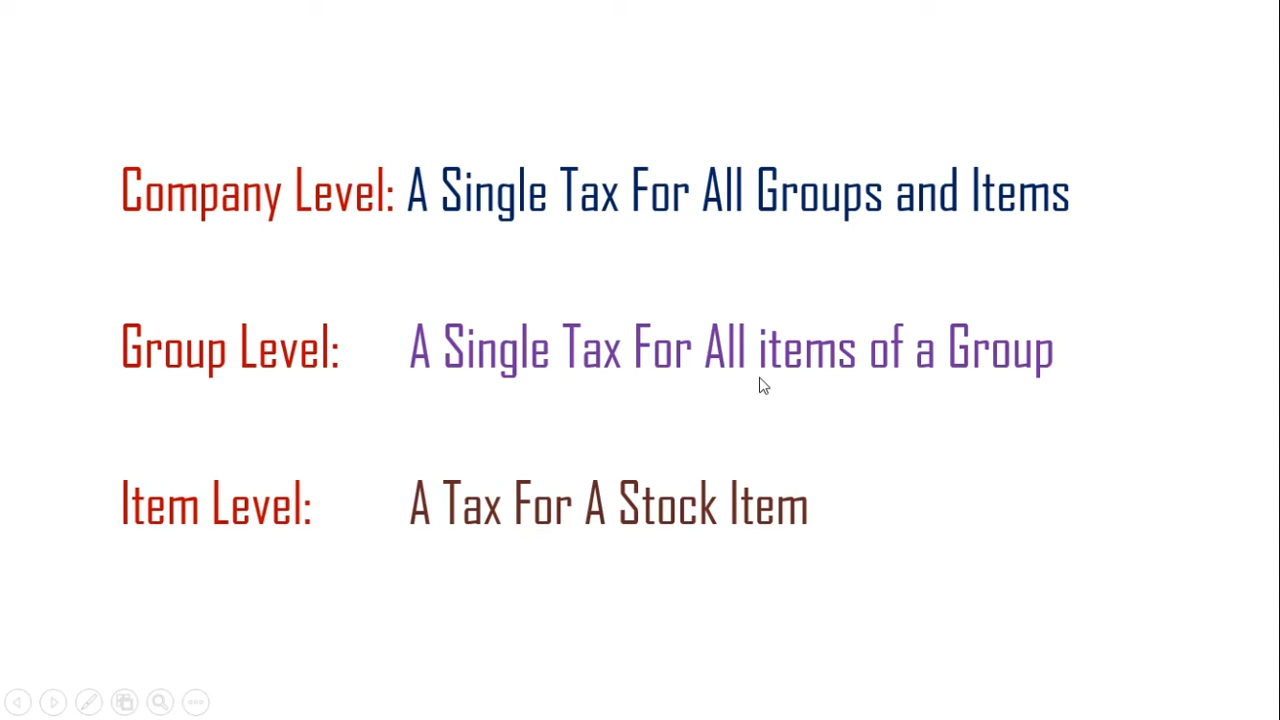 Company Level: A Single Tax For All Groups and Items
Group Level: A Single Tax For All items of a Group
Item Level: A Tax For A Stock Item